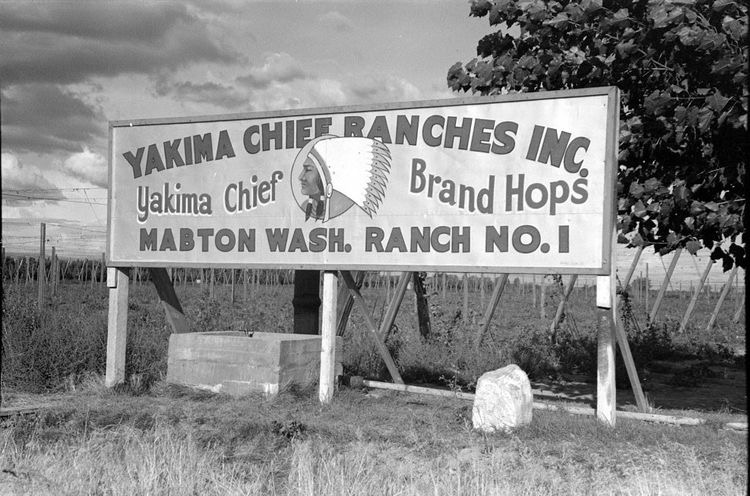 YAKIMA CHIEF RANCHES INC.
Yakima Chief Brand Hops
MABTON WASH. RANCH NO. 1